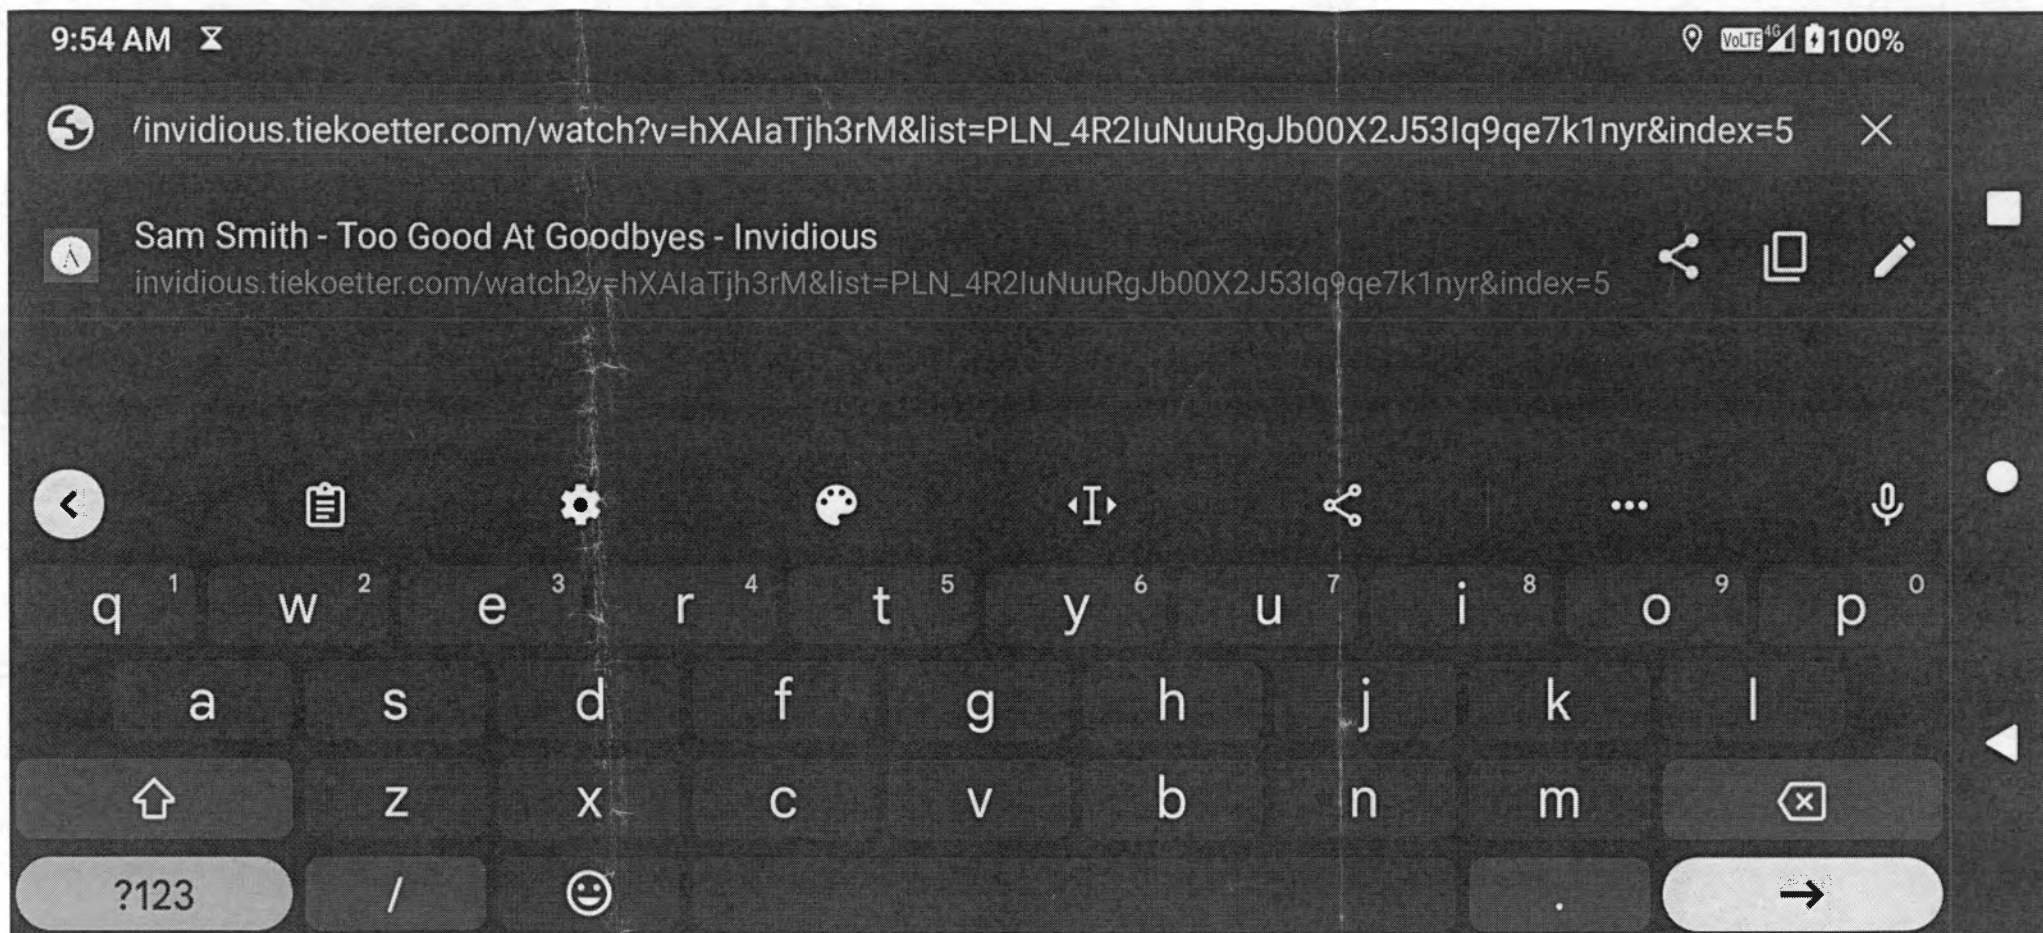 9:54 AM
VoLTE 4G 100%
/invidious.tiekoetter.com/watch?v=hXAIaTjh3rM&list=PLN_4R2IuNuuRgJb00X2J53Iq9qe7k1nyr&index=5
Sam Smith - Too Good At Goodbyes - Invidious
invidious.tiekoetter.com/watch?v=hXAIaTjh3rM&list=PLN_4R2IuNuuRgJb00X2J53Iq9qe7k1nyr&index=5
q 1 w 2 e 3 r 4 t 5 y 6 u 7 i 8 o 9 p 0
a s d f g h j k l
z x c v b n m
?123 / .